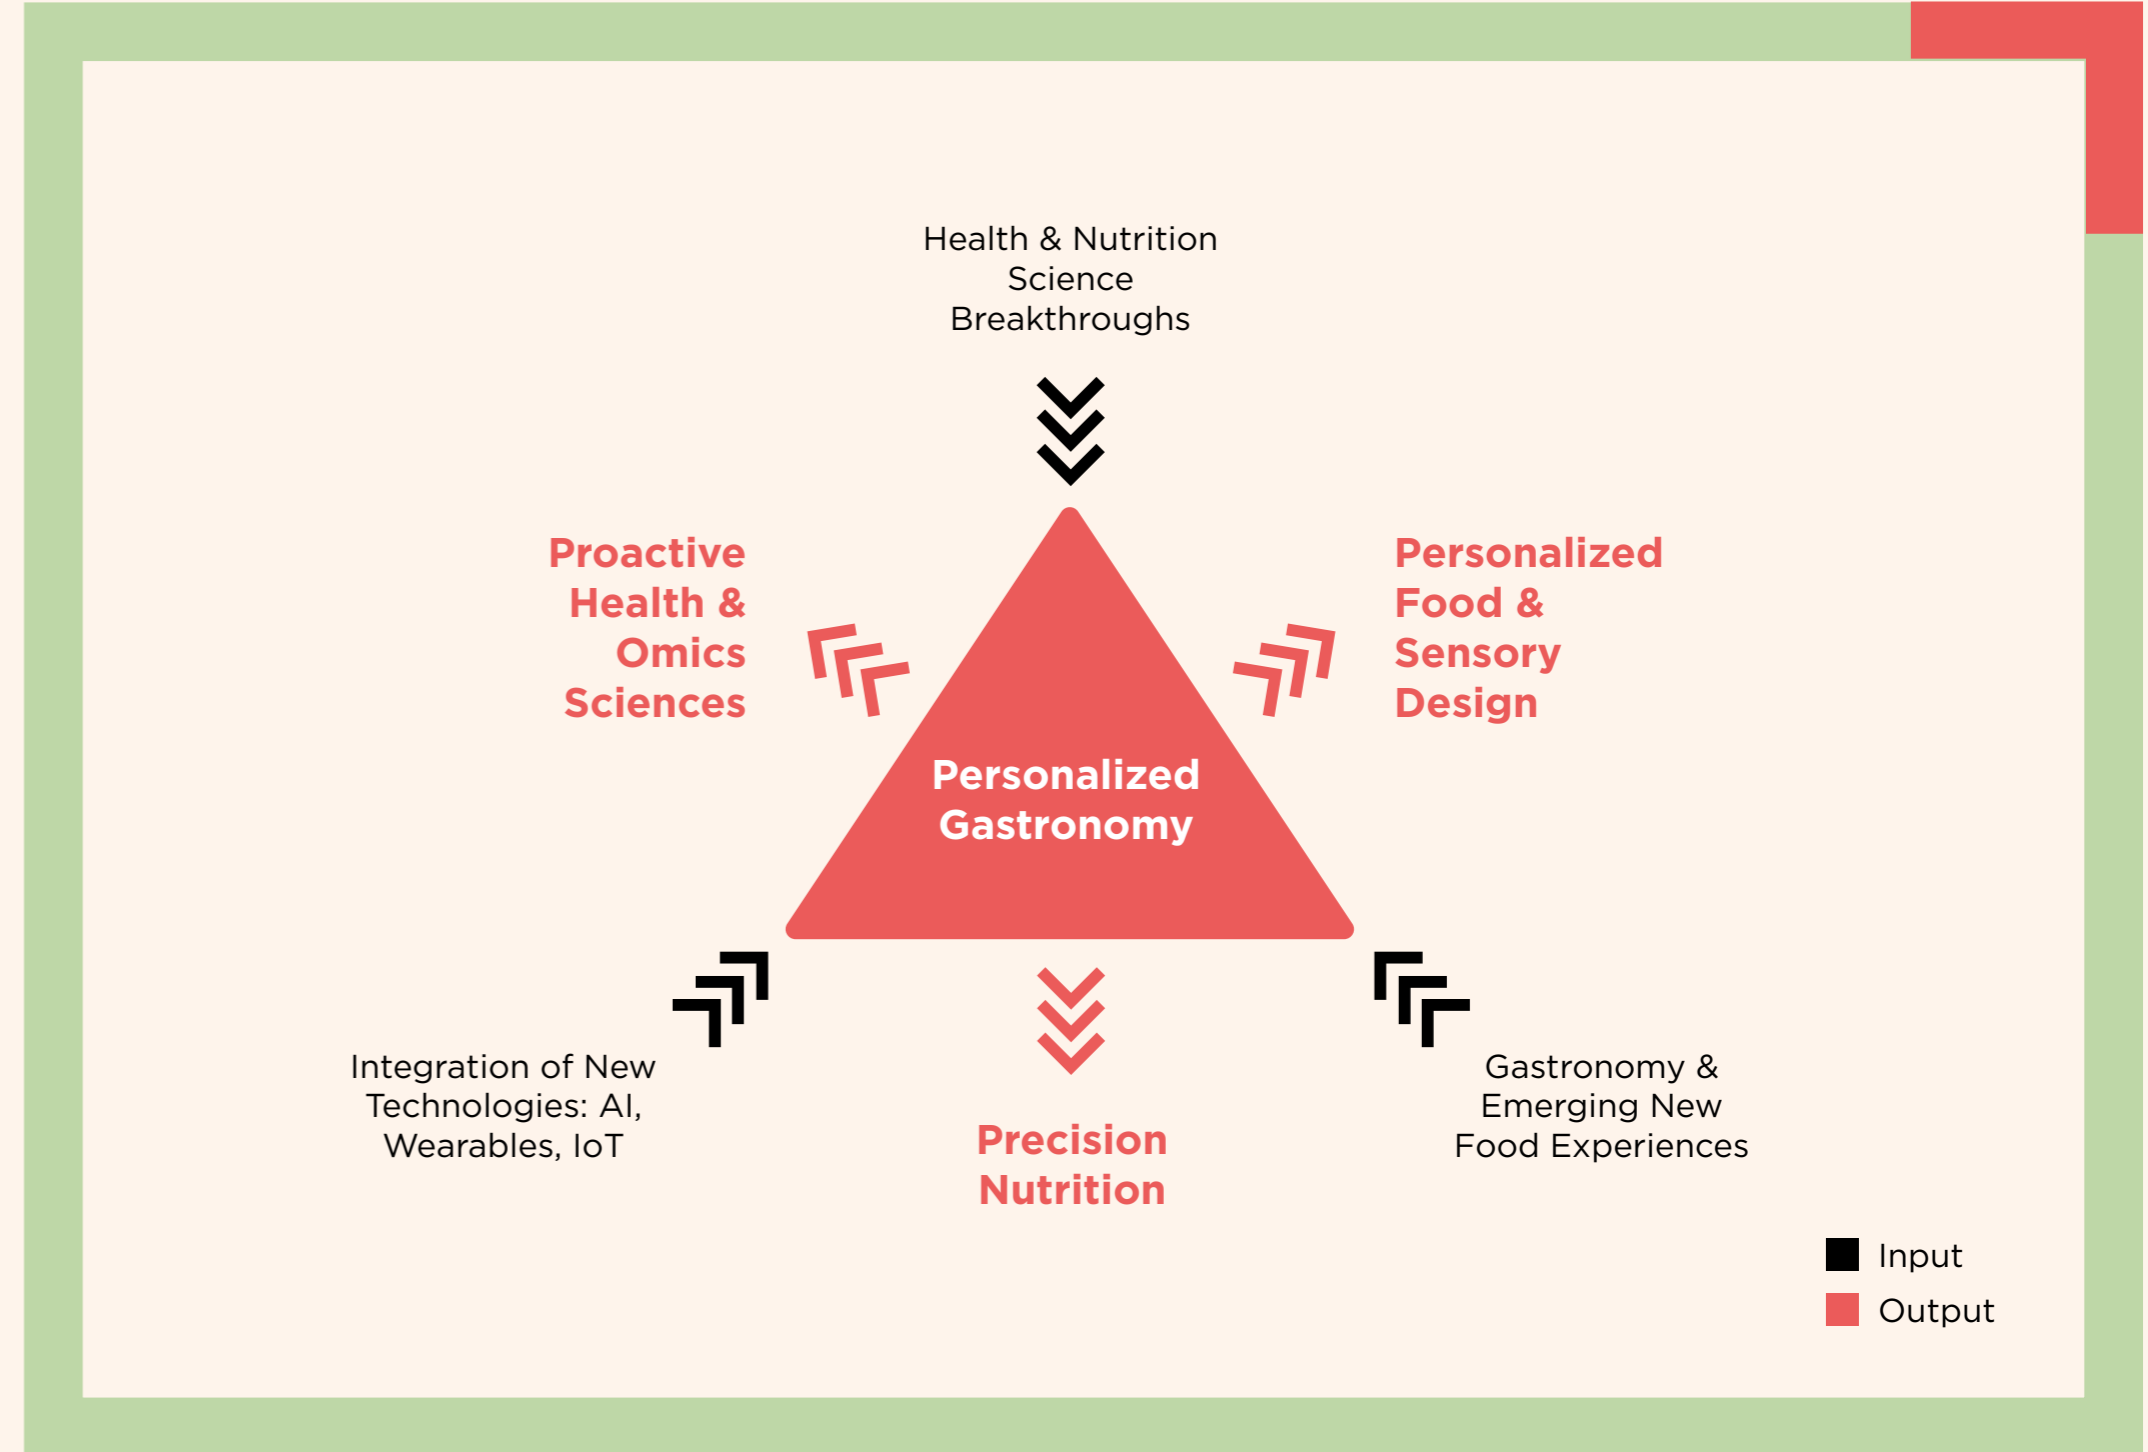 Health & Nutrition
Science
Breakthroughs
Proactive
Health &
Omics
Sciences
Personalized
Food &
Sensory
Design
Personalized
Gastronomy
Integration of New
Technologies: AI,
Wearables, IoT
Precision
Nutrition
Gastronomy &
Emerging New
Food Experiences
Input
Output